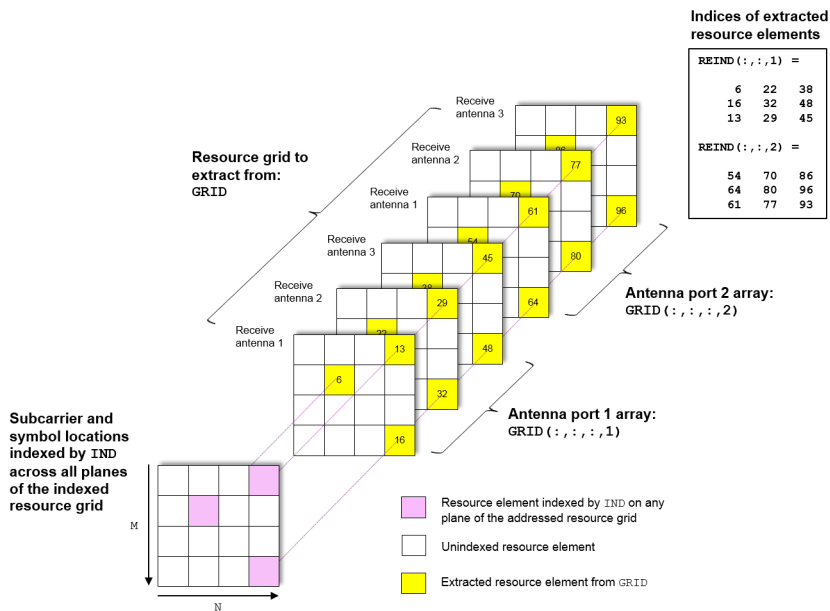 Indices of extracted
resource elements
REIND(:,:,1) =
6 22 38
16 32 48
13 29 45
REIND(:,:,2) =
54 70 86
64 80 96
61 77 93
Receive
antenna 3
93
86
96
Receive
antenna 2
77
70
80
Receive
antenna 1
61
54
64
Resource grid to
extract from:
GRID
Receive
antenna 3
45
38
48
Receive
antenna 2
29
22
32
Receive
antenna 1
13
6
16
Antenna port 2 array:
GRID(:,:,:,2)
Antenna port 1 array:
GRID(:,:,:,1)
Subcarrier and
symbol locations
indexed by IND
across all planes
of the indexed
resource grid
M
N
Resource element indexed by IND on any
plane of the addressed resource grid
Unindexed resource element
Extracted resource element from GRID